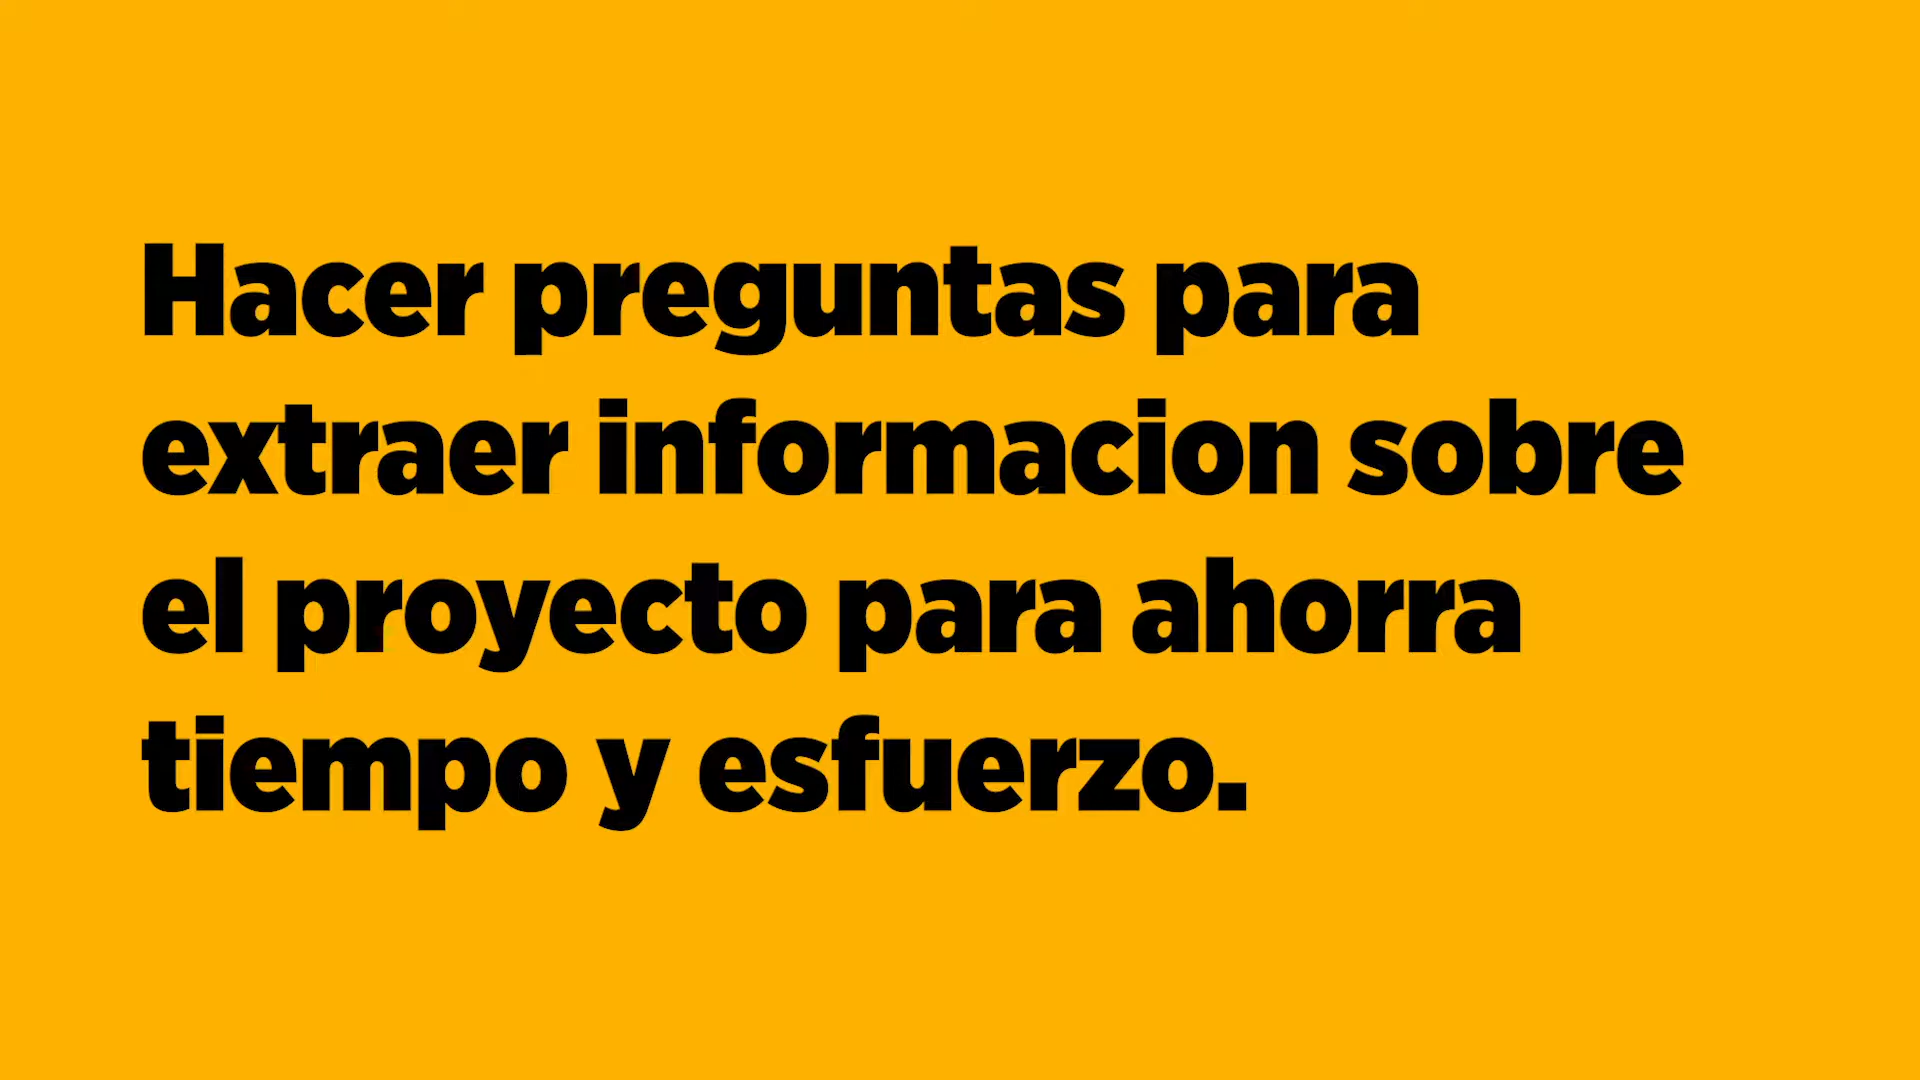 Hacer preguntas para
extraer informacion sobre
el proyecto para ahorra
tiempo y esfuerzo.